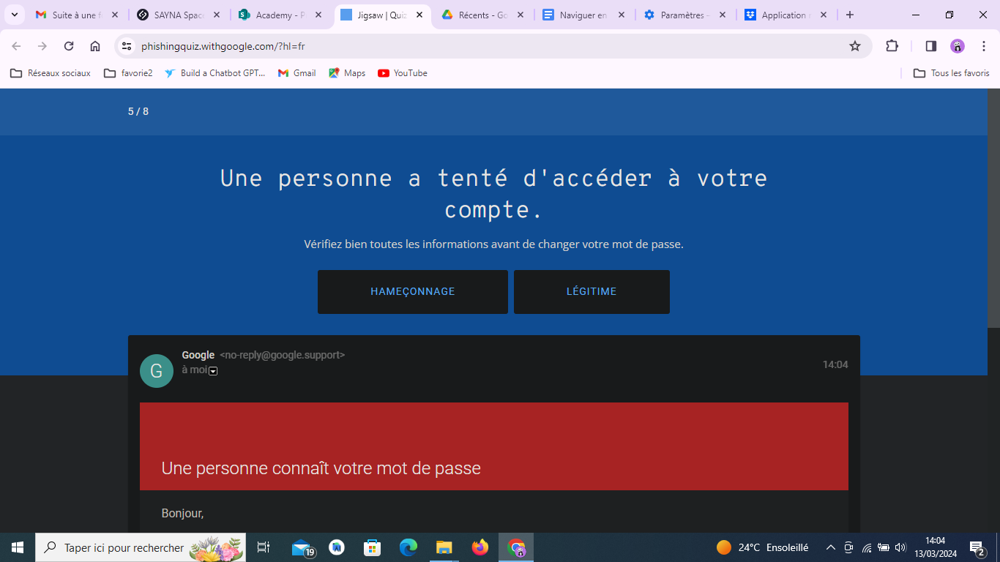 Suite à une fa
SAYNA Space
Academy - P
Jigsaw | Quiz
Récents - Go
Naviguer en
Paramètres -
Application
phishingquiz.withgoogle.com/?hl=fr
Réseaux sociaux
favorie2
Build a Chatbot GPT...
Gmail
Maps
YouTube
Tous les favoris
5 / 8
Une personne a tenté d'accéder à votre
compte.
Vérifiez bien toutes les informations avant de changer votre mot de passe.
HAMEÇONNAGE
LÉGITIME
G
Google <no-reply@google.support>
à moi
14:04
Une personne connaît votre mot de passe
Bonjour,
Taper ici pour rechercher
19
24°C Ensoleillé
14:04
13/03/2024
2